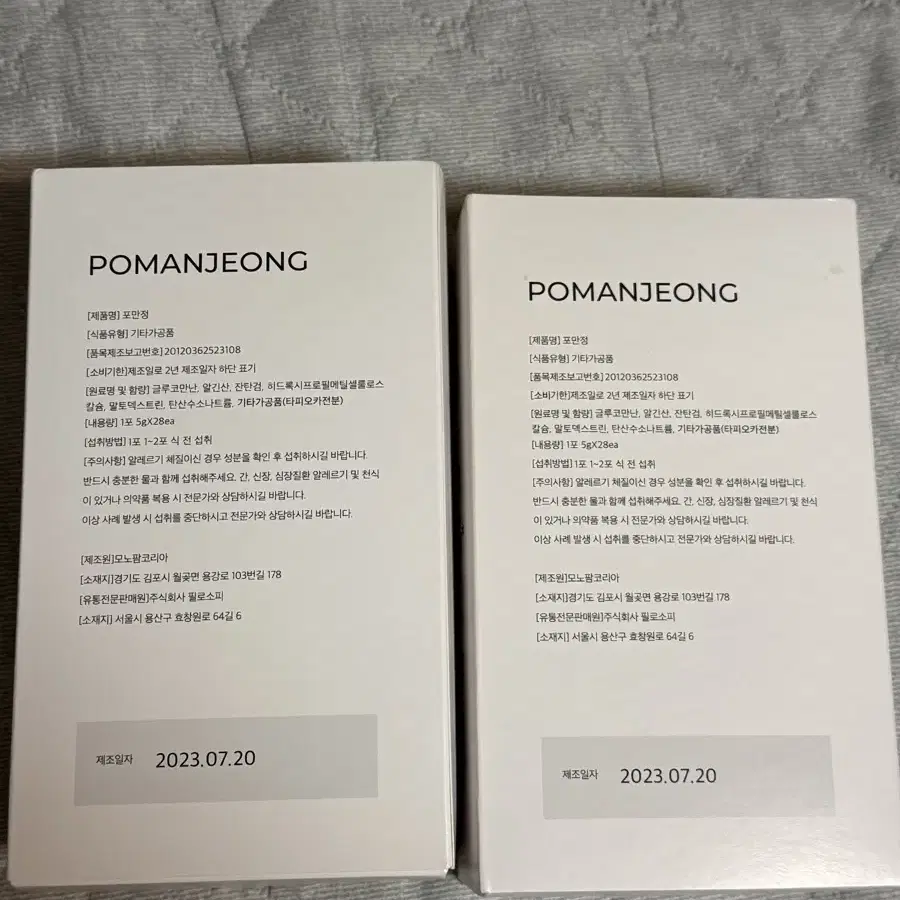 POMANJEONG
[제품명] 포만정
[식품유형] 기타가공품
[품목제조보고번호] 20120362523108
[소비기한]제조일로 2년 제조일자 하단 표기
[원료명 및 함량] 글루코만난, 알긴산, 잔탄검, 히드록시프로필메틸셀룰로스
칼슘, 말토덱스트린, 탄산수소나트륨, 기타가공품(타피오카전분)
[내용량] 1포 5gX28ea
[섭취방법] 1포 1~2포 식 전 섭취
[주의사항] 알레르기 체질이신 경우 성분을 확인 후 섭취하시길 바랍니다.
반드시 충분한 물과 함께 섭취해주세요. 간, 신장, 심장질환 알레르기 및 천식
이 있거나 의약품 복용 시 전문가와 상담하시길 바랍니다.
이상 사례 발생 시 섭취를 중단하시고 전문가와 상담하시길 바랍니다.
[제조원]모노팜코리아
[소재지]경기도 김포시 월곶면 용강로 103번길 178
[유통전문판매원]주식회사 필로소피
[소재지] 서울시 용산구 효창원로 64길 6
제조일자 2023.07.20
POMANJEONG
[제품명] 포만정
[식품유형] 기타가공품
[품목제조보고번호] 20120362523108
[소비기한]제조일로 2년 제조일자 하단 표기
[원료명 및 함량] 글루코만난, 알긴산, 잔탄검, 히드록시프로필메틸셀룰로스
칼슘, 말토덱스트린, 탄산수소나트륨, 기타가공품(타피오카전분)
[내용량] 1포 5gX28ea
[섭취방법] 1포 1~2포 식 전 섭취
[주의사항] 알레르기 체질이신 경우 성분을 확인 후 섭취하시길 바랍니다.
반드시 충분한 물과 함께 섭취해주세요. 간, 신장, 심장질환 알레르기 및 천식
이 있거나 의약품 복용 시 전문가와 상담하시길 바랍니다.
이상 사례 발생 시 섭취를 중단하시고 전문가와 상담하시길 바랍니다.
[제조원]모노팜코리아
[소재지]경기도 김포시 월곶면 용강로 103번길 178
[유통전문판매원]주식회사 필로소피
[소재지] 서울시 용산구 효창원로 64길 6
제조일자 2023.07.20